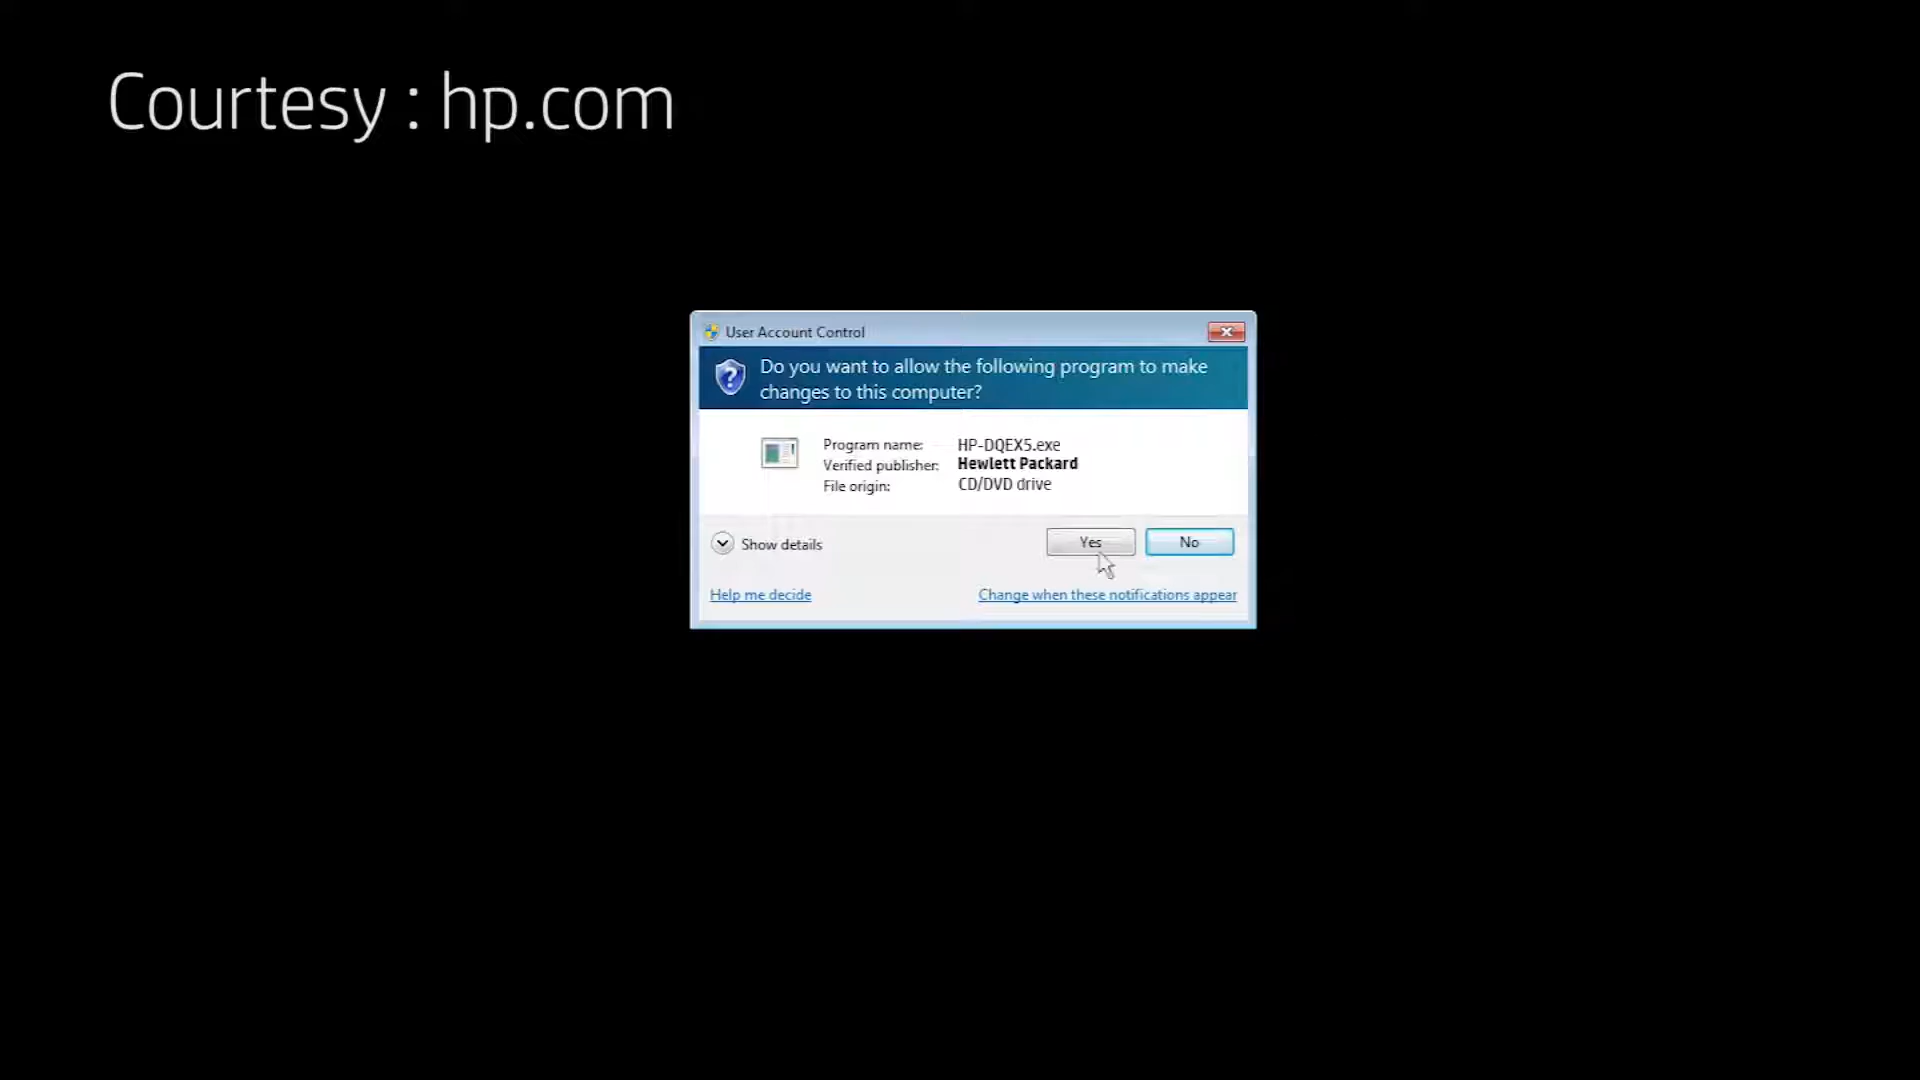 Courtesy : hp.com
User Account Control
Do you want to allow the following program to make
changes to this computer?
Program name: HP-DQEX5.exe
Verified publisher: Hewlett Packard
File origin: CD/DVD drive
Show details
Yes
No
Help me decide
Change when these notifications appear